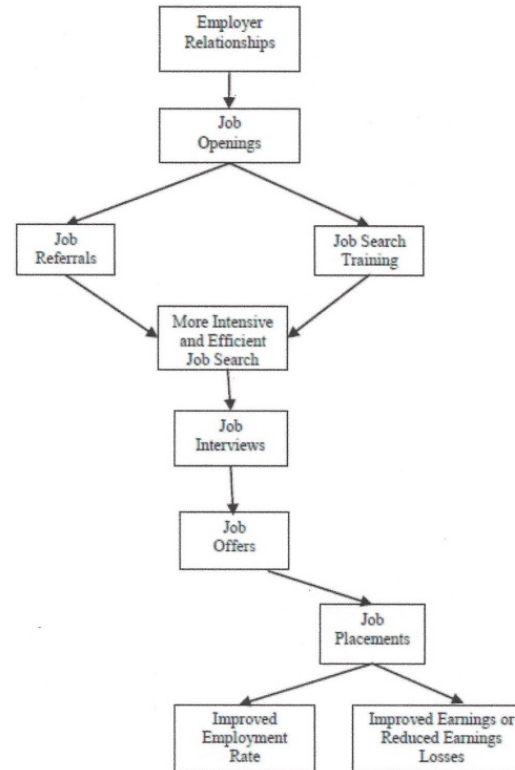 Employer
Relationships
Job
Openings
Job
Referrals
Job Search
Training
More Intensive
and Efficient
Job Search
Job
Interviews
Job
Offers
Job
Placements
Improved
Employment
Rate
Improved Earnings or
Reduced Earnings
Losses